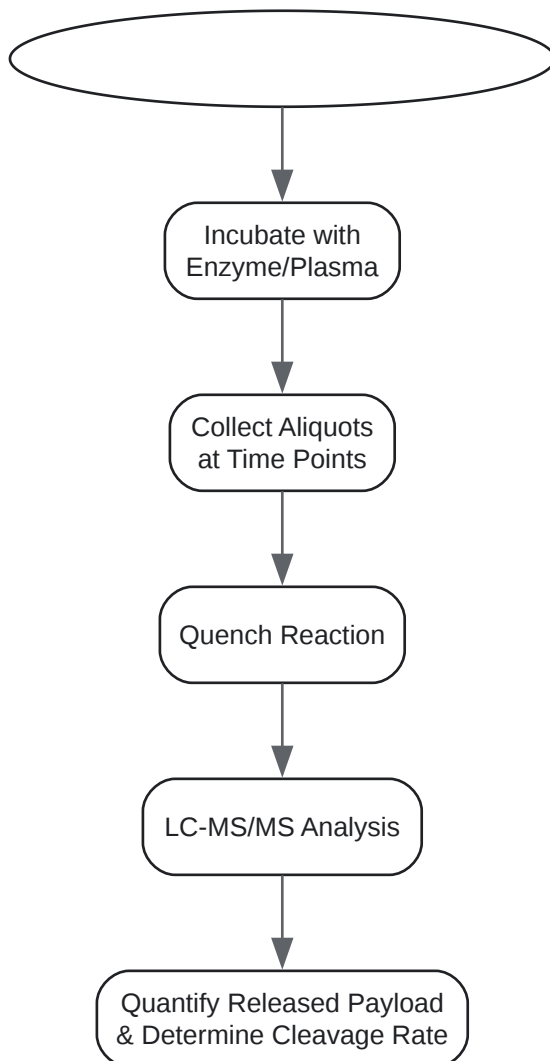 Incubate with
Enzyme/Plasma
Collect Aliquots
at Time Points
Quench Reaction
LC-MS/MS Analysis
Quantify Released Payload
& Determine Cleavage Rate